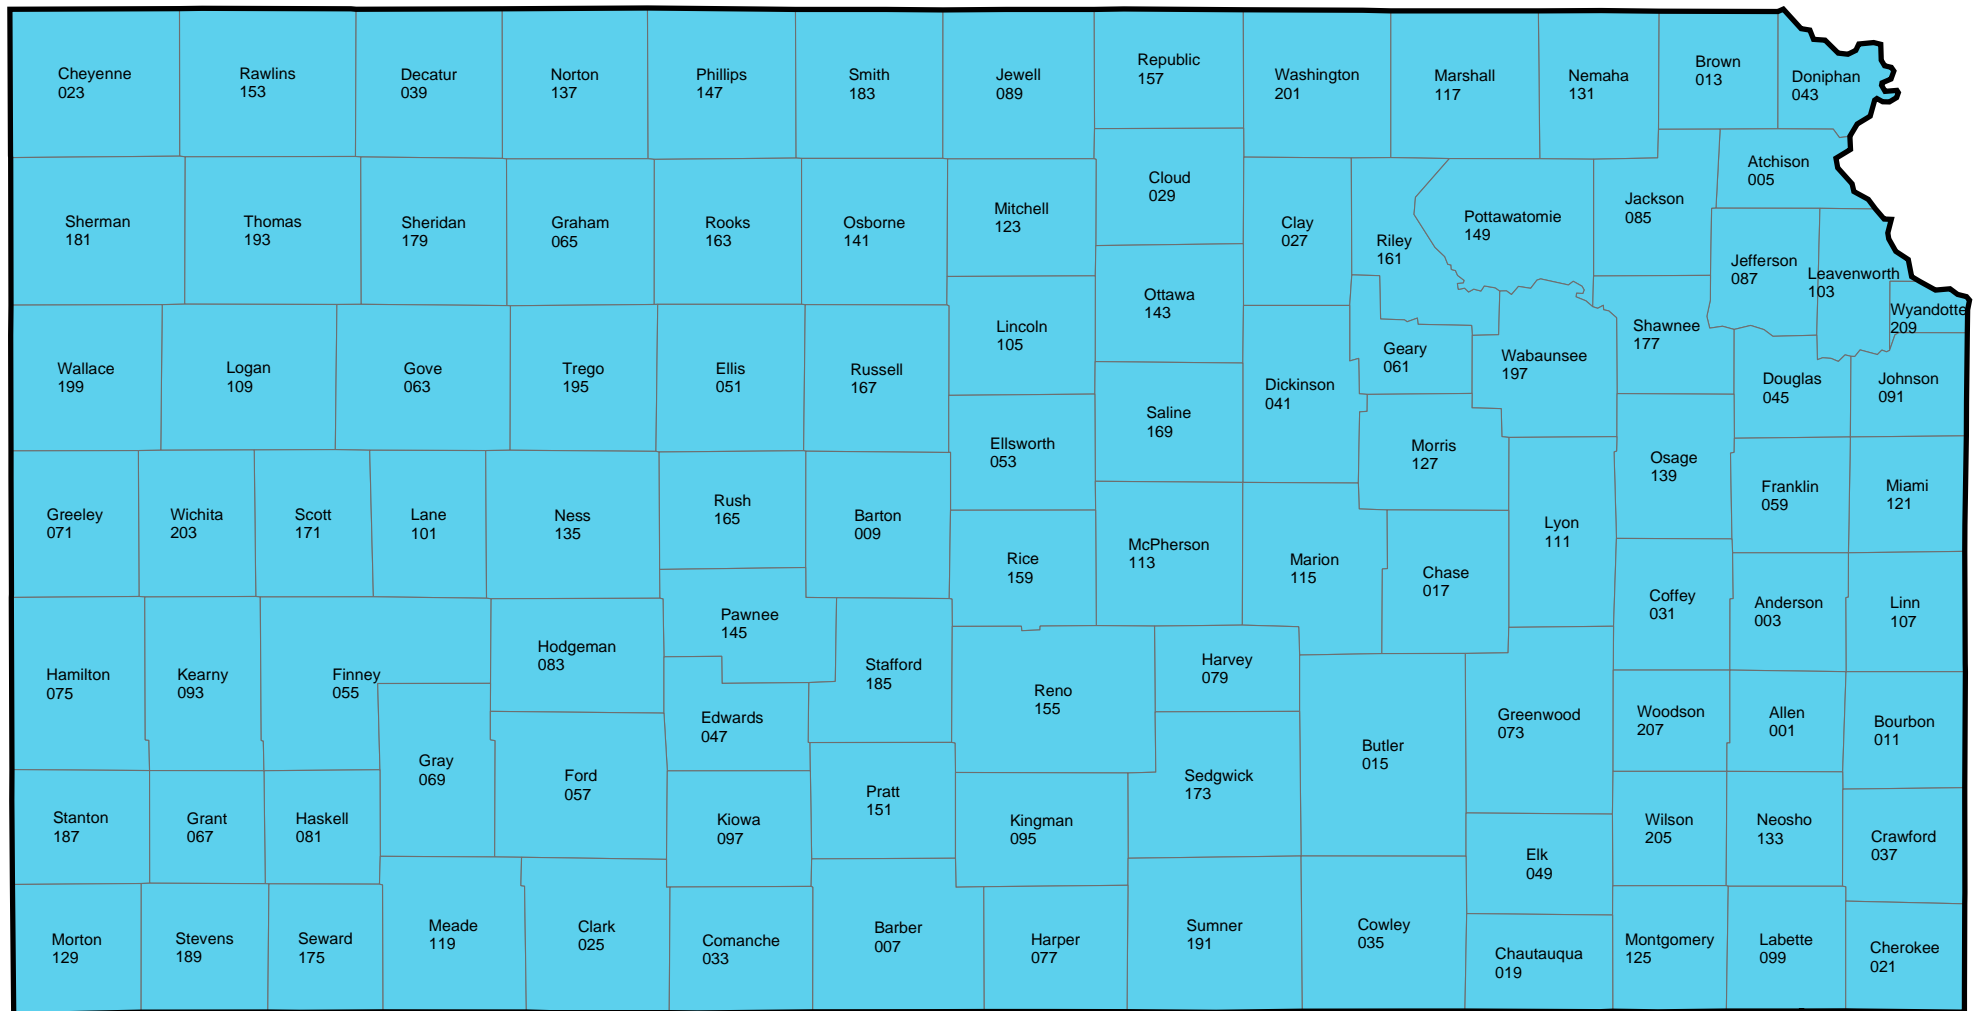 Cheyenne
023
Rawlins
153
Decatur
039
Norton
137
Phillips
147
Smith
183
Jewell
089
Republic
157
Washington
201
Marshall
117
Nemaha
131
Brown
013
Doniphan
043
Sherman
181
Thomas
193
Sheridan
179
Graham
065
Rooks
163
Osborne
141
Mitchell
123
Cloud
029
Clay
027
Riley
161
Pottawatomie
149
Jackson
085
Atchison
005
Jefferson
087
Leavenworth
103
Wyandotte
209
Wallace
199
Logan
109
Gove
063
Trego
195
Ellis
051
Russell
167
Lincoln
105
Ottawa
143
Dickinson
041
Geary
061
Wabaunsee
197
Shawnee
177
Douglas
045
Johnson
091
Ellsworth
053
Saline
169
Morris
127
Osage
139
Franklin
059
Miami
121
Greeley
071
Wichita
203
Scott
171
Lane
101
Ness
135
Rush
165
Barton
009
Rice
159
McPherson
113
Marion
115
Chase
017
Lyon
111
Coffey
031
Anderson
003
Linn
107
Hamilton
075
Kearny
093
Finney
055
Hodgeman
083
Pawnee
145
Stafford
185
Edwards
047
Reno
155
Harvey
079
Butler
015
Greenwood
073
Woodson
207
Allen
001
Bourbon
011
Gray
069
Ford
057
Pratt
151
Sedgwick
173
Stanton
187
Grant
067
Haskell
081
Kiowa
097
Kingman
095
Elk
049
Wilson
205
Neosho
133
Crawford
037
Morton
129
Stevens
189
Seward
175
Meade
119
Clark
025
Comanche
033
Barber
007
Harper
077
Sumner
191
Cowley
035
Chautauqua
019
Montgomery
125
Labette
099
Cherokee
021